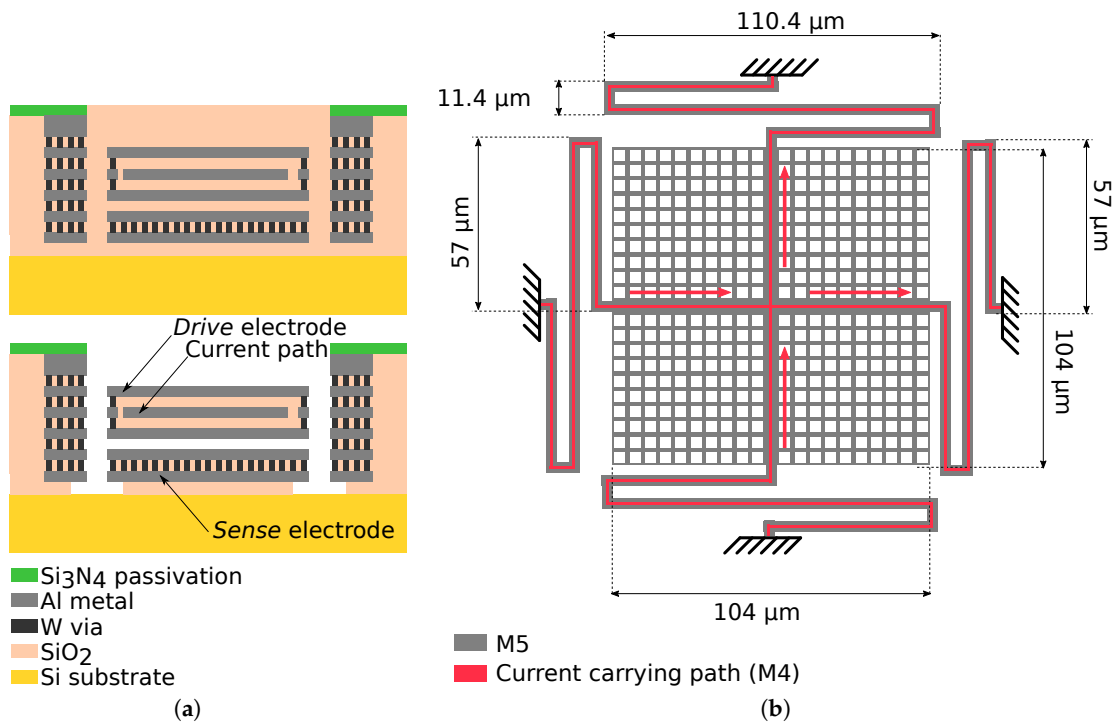 Drive electrode
Current path
Sense electrode
Si3N4 passivation
Al metal
W via
SiO2
Si substrate
(a)
110.4 µm
11.4 µm
57 µm
57 µm
104 µm
104 µm
M5
Current carrying path (M4)
(b)